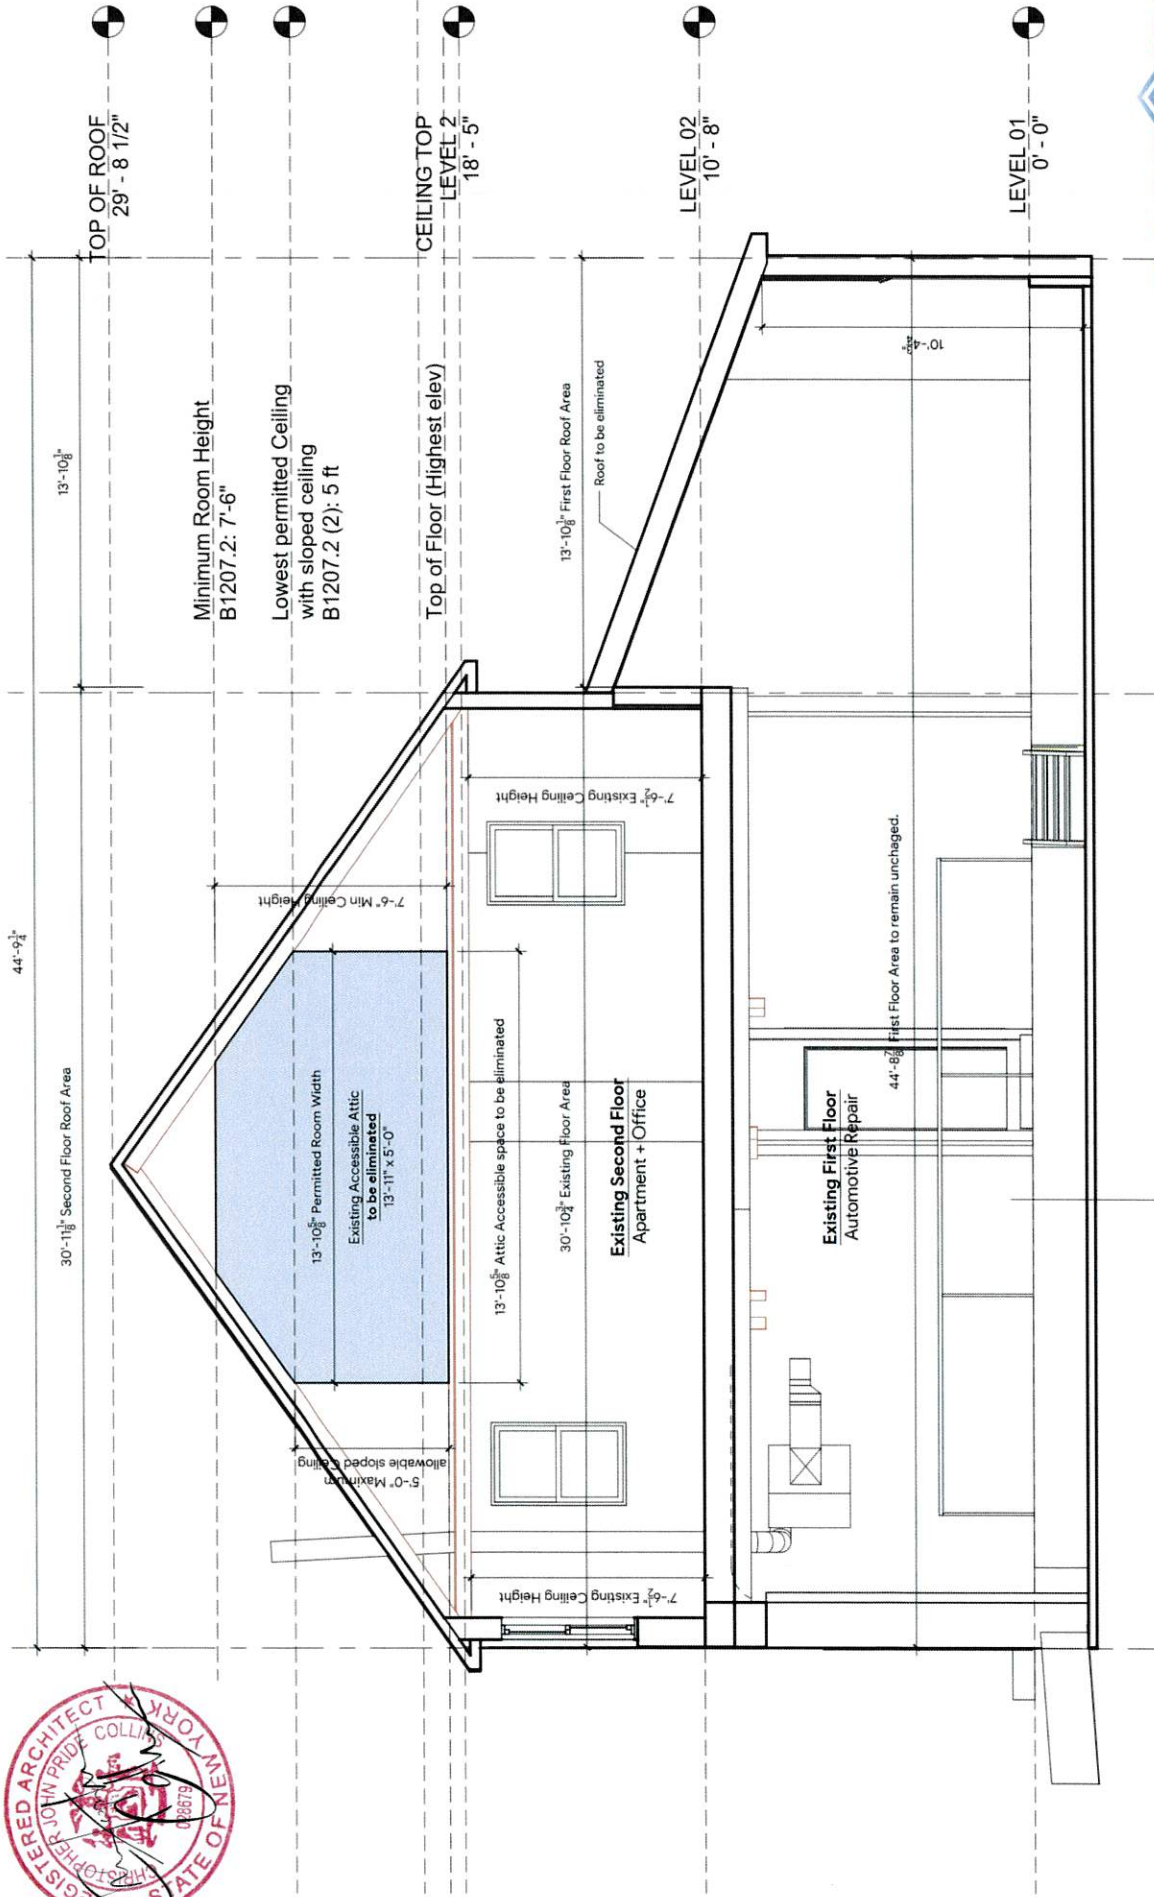 44'-9¼"
30'-11⅛" Second Floor Roof Area
13'-10⅛"
TOP OF ROOF
29' - 8 1/2"
Minimum Room Height
B1207.2: 7'-6"
Lowest permitted Ceiling
with sloped ceiling
B1207.2 (2): 5 ft
CEILING TOP
Top of Floor (Highest elev)
LEVEL 2
18' - 5"
7'-6" Min Ceiling Height
5'-0" Maximum
allowable sloped Ceiling
13'-10⅝" Permitted Room Width
Existing Accessible Attic
to be eliminated
13'-11" x 5'-0"
13'-10⅝" Attic Accessible space to be eliminated
7'-6½" Existing Ceiling Height
7'-6½" Existing Ceiling Height
30'-10¾" Existing Floor Area
13'-10⅛" First Floor Roof Area
Roof to be eliminated
Existing Second Floor
Apartment + Office
LEVEL 02
10' - 8"
Existing First Floor
Automotive Repair
44'-8⅞" First Floor Area to remain unchaged.
LEVEL 01
0' - 0"
REGISTERED ARCHITECT
CHRISTOPHER JOHN PRIDE COLLINS
028679
STATE OF NEW YORK